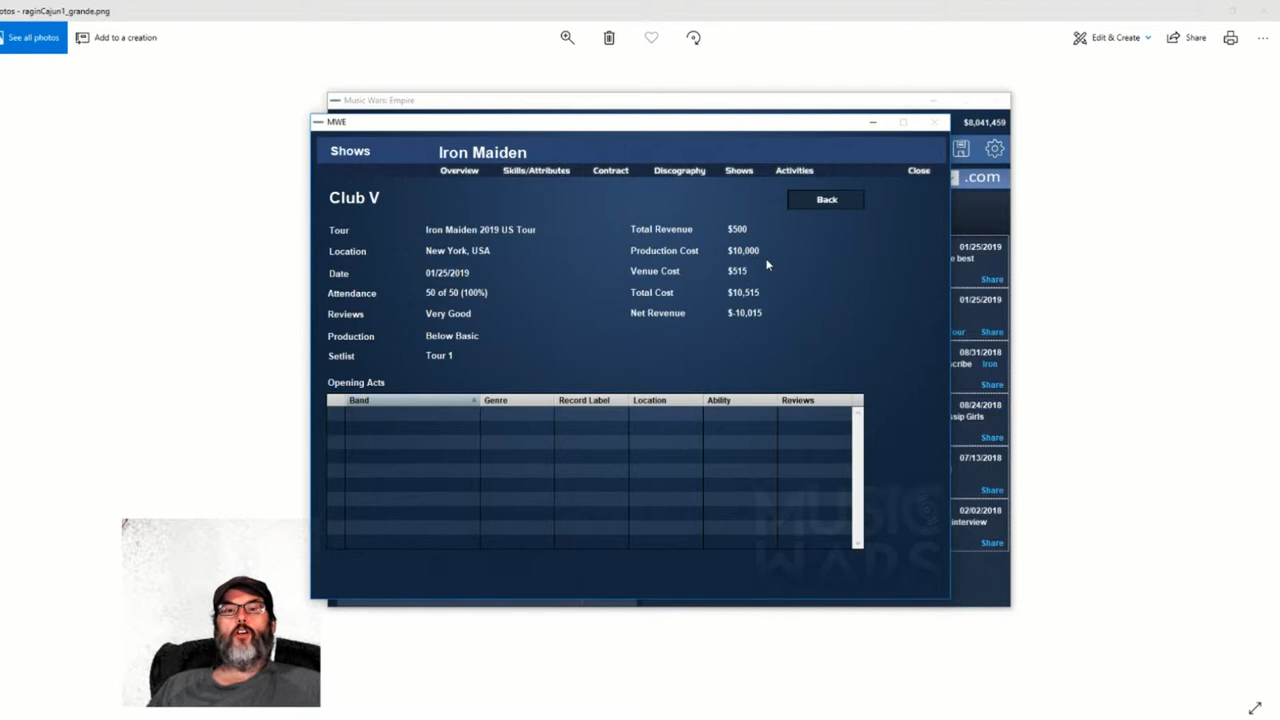 otos - raginCajun1_grande.png
See all photos Add to a creation Edit & Create Share
Music Wars: Empire
MWE
$8,041,459
Shows Iron Maiden
Overview Skills/Attributes Contract Discography Shows Activities Close
.com
Club V Back
Tour Iron Maiden 2019 US Tour Total Revenue $500
Location New York, USA Production Cost $10,000
Date 01/25/2019 Venue Cost $515
Attendance 50 of 50 (100%) Total Cost $10,515
Reviews Very Good Net Revenue $-10,015
Production Below Basic
Setlist Tour 1
Opening Acts
Band Genre Record Label Location Ability Reviews
MUSIC
WARS
01/25/2019
e best
Share
01/25/2019
our Share
08/31/2018
scribe Iron
Share
08/24/2018
ssip Girls
Share
07/13/2018
Share
02/02/2018
interview
Share